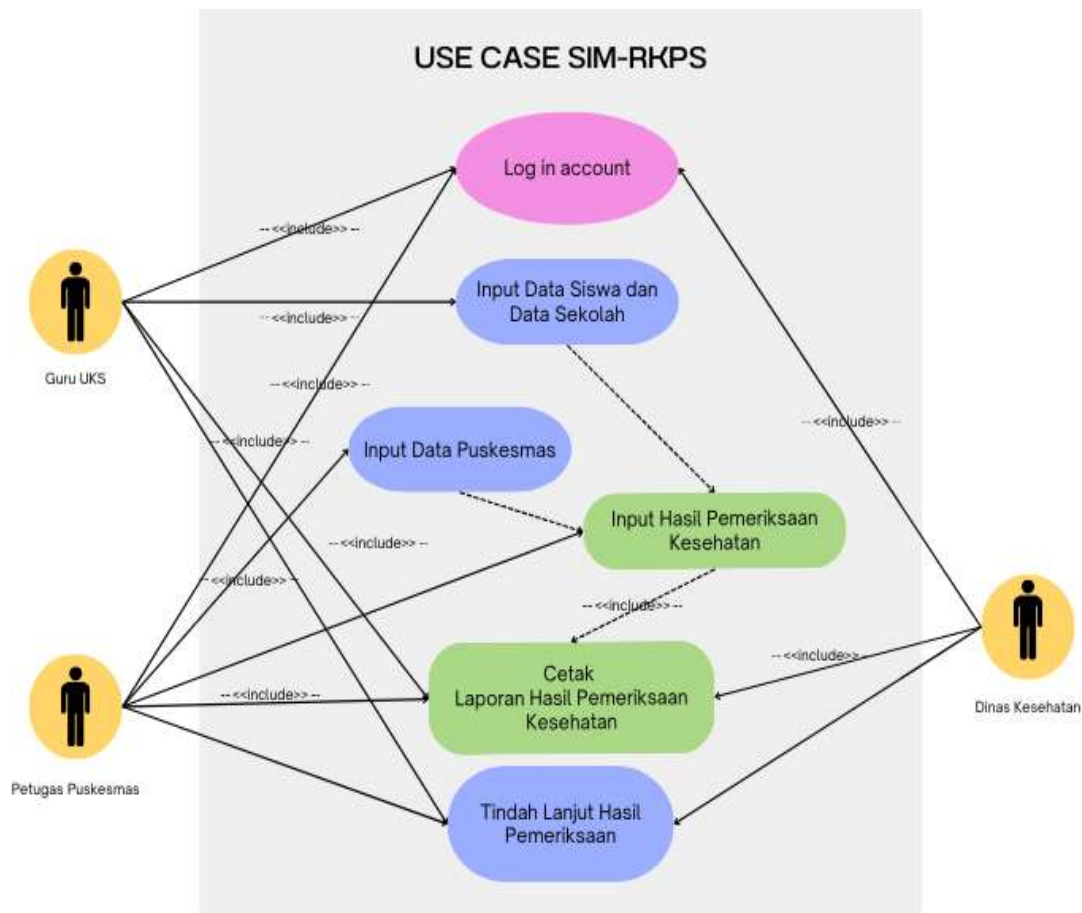 USE CASE SIM-RKPS
Log in account
-- <<include>> --
Input Data Siswa dan
Data Sekolah
-- <<include>> --
Guru UKS
-- <<include>> --
-- <<include>> --
Input Data Puskesmas
-- <<include>> --
Input Hasil Pemeriksaan
Kesehatan
-- <<include>> --
-- <<include>> --
-- <<include>> --
-- <<include>> --
Cetak
Laporan Hasil Pemeriksaan
Kesehatan
-- <<include>> --
Dinas Kesehatan
Petugas Puskesmas
Tindah Lanjut Hasil
Pemeriksaan